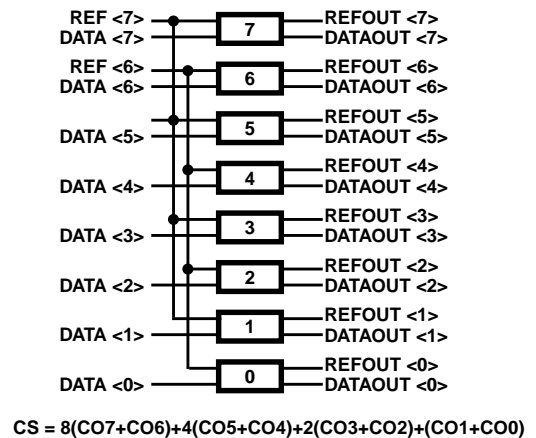 REF <7> REFOUT <7>
DATA <7> 7 DATAOUT <7>
REF <6> REFOUT <6>
DATA <6> 6 DATAOUT <6>
REFOUT <5>
DATA <5> 5 DATAOUT <5>
REFOUT <4>
DATA <4> 4 DATAOUT <4>
REFOUT <3>
DATA <3> 3 DATAOUT <3>
REFOUT <2>
DATA <2> 2 DATAOUT <2>
REFOUT <1>
DATA <1> 1 DATAOUT <1>
REFOUT <0>
DATA <0> 0 DATAOUT <0>
CS = 8(CO7+CO6)+4(CO5+CO4)+2(CO3+CO2)+(CO1+CO0)